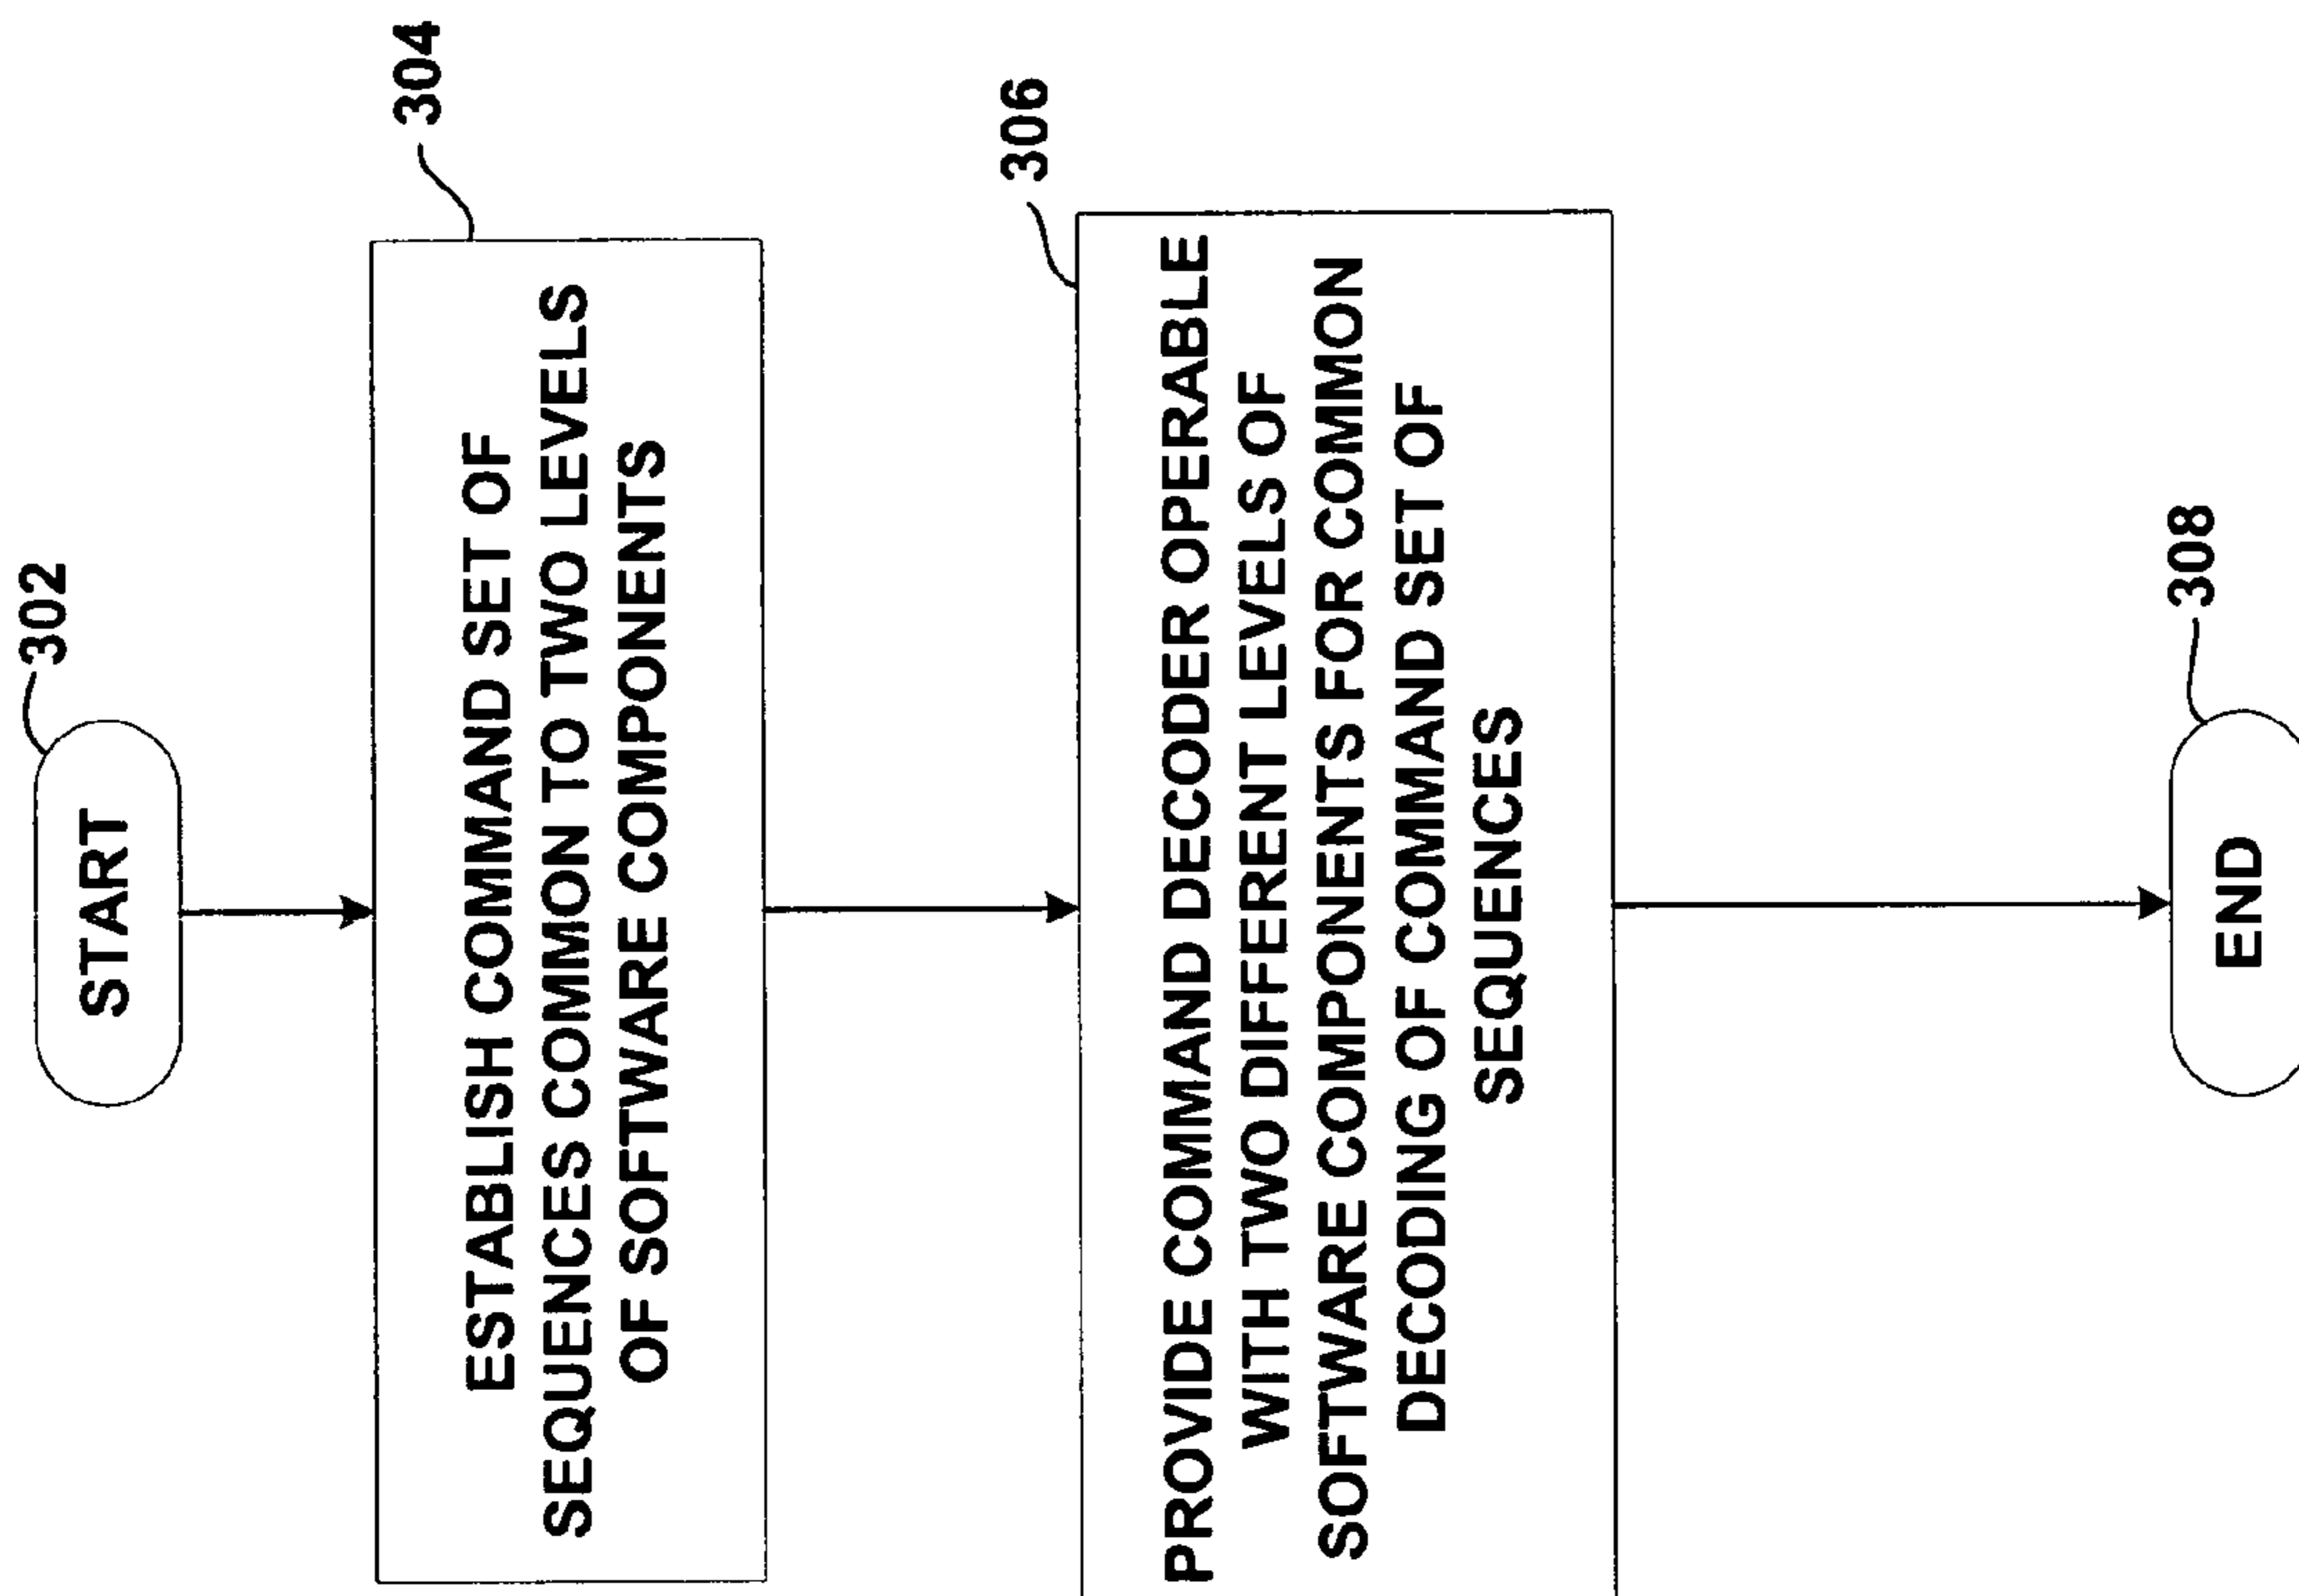 302
START
304
ESTABLISH COMMAND SET OF
SEQUENCES COMMON TO TWO LEVELS
OF SOFTWARE COMPONENTS
306
PROVIDE COMMAND DECODER OPERABLE
WITH TWO DIFFERENT LEVELS OF
SOFTWARE COMPONENTS FOR COMMON
DECODING OF COMMAND SET OF
SEQUENCES
308
END